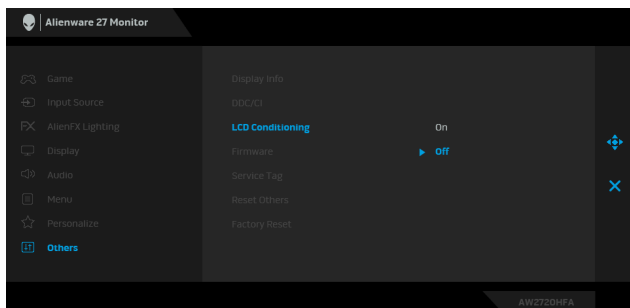 Alienware 27 Monitor
Game
Input Source
FX AlienFX Lighting
Display
Audio
Menu
Personalize
Others
Display Info
DDC/CI
LCD Conditioning On
Firmware Off
Service Tag
Reset Others
Factory Reset
AW2720HFA